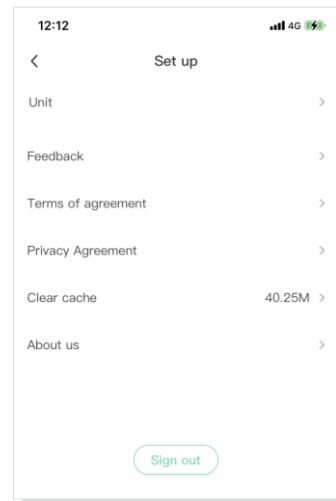 12:12
4G
Set up
Unit
Feedback
Terms of agreement
Privacy Agreement
Clear cache 40.25M
About us
Sign out